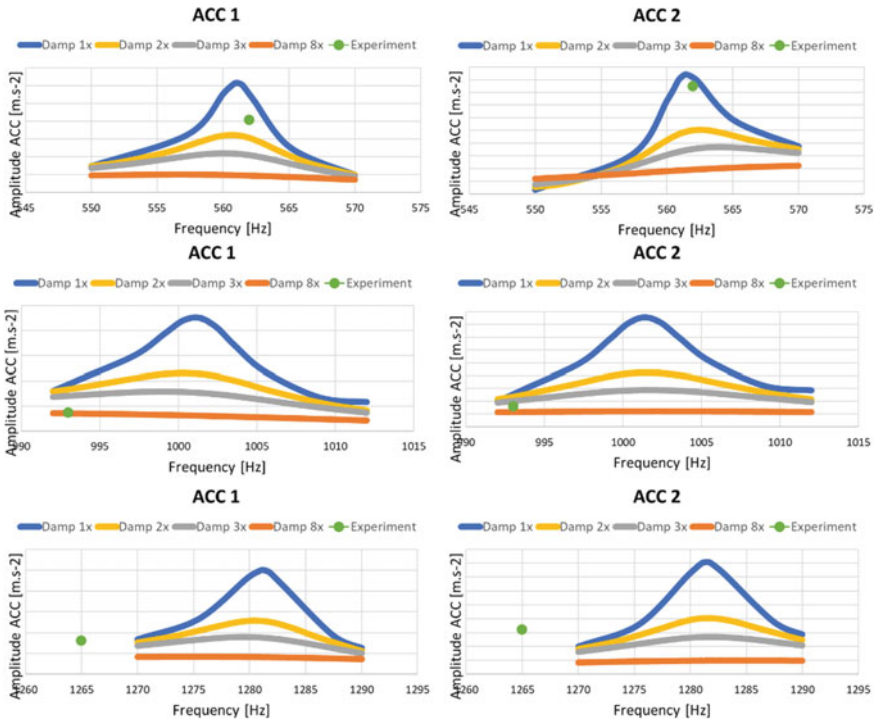 ACC 1
Damp 1x Damp 2x Damp 3x Damp 8x Experiment
Amplitude ACC [m.s-2]
545 550 555 560 565 570 575
Frequency [Hz]
ACC 2
Damp 1x Damp 2x Damp 3x Damp 8x Experiment
Amplitude ACC [m.s-2]
545 550 555 560 565 570 575
Frequency [Hz]
ACC 1
Damp 1x Damp 2x Damp 3x Damp 8x Experiment
Amplitude ACC [m.s-2]
990 995 1000 1005 1010 1015
Frequency [Hz]
ACC 2
Damp 1x Damp 2x Damp 3x Damp 8x Experiment
Amplitude ACC [m.s-2]
990 995 1000 1005 1010 1015
Frequency [Hz]
ACC 1
Damp 1x Damp 2x Damp 3x Damp 8x Experiment
Amplitude ACC [m.s-2]
1260 1265 1270 1275 1280 1285 1290 1295
Frequency [Hz]
ACC 2
Damp 1x Damp 2x Damp 3x Damp 8x Experiment
Amplitude ACC [m.s-2]
1260 1265 1270 1275 1280 1285 1290 1295
Frequency [Hz]